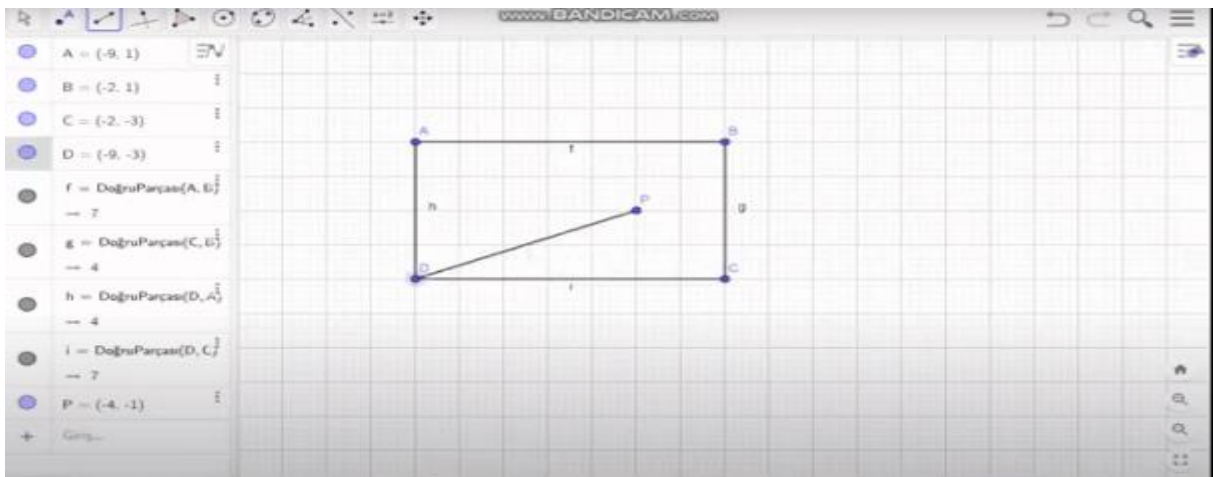 WWW.BANDICAM.COM
A = (-9, 1)
B = (-2, 1)
C = (-2, -3)
D = (-9, -3)
f = DoğruParçası(A, B)
→ 7
g = DoğruParçası(C, B)
→ 4
h = DoğruParçası(D, A)
→ 4
i = DoğruParçası(D, C)
→ 7
P = (-4, -1)
+ Giriş...
A
B
f
P
h
g
D
C
i